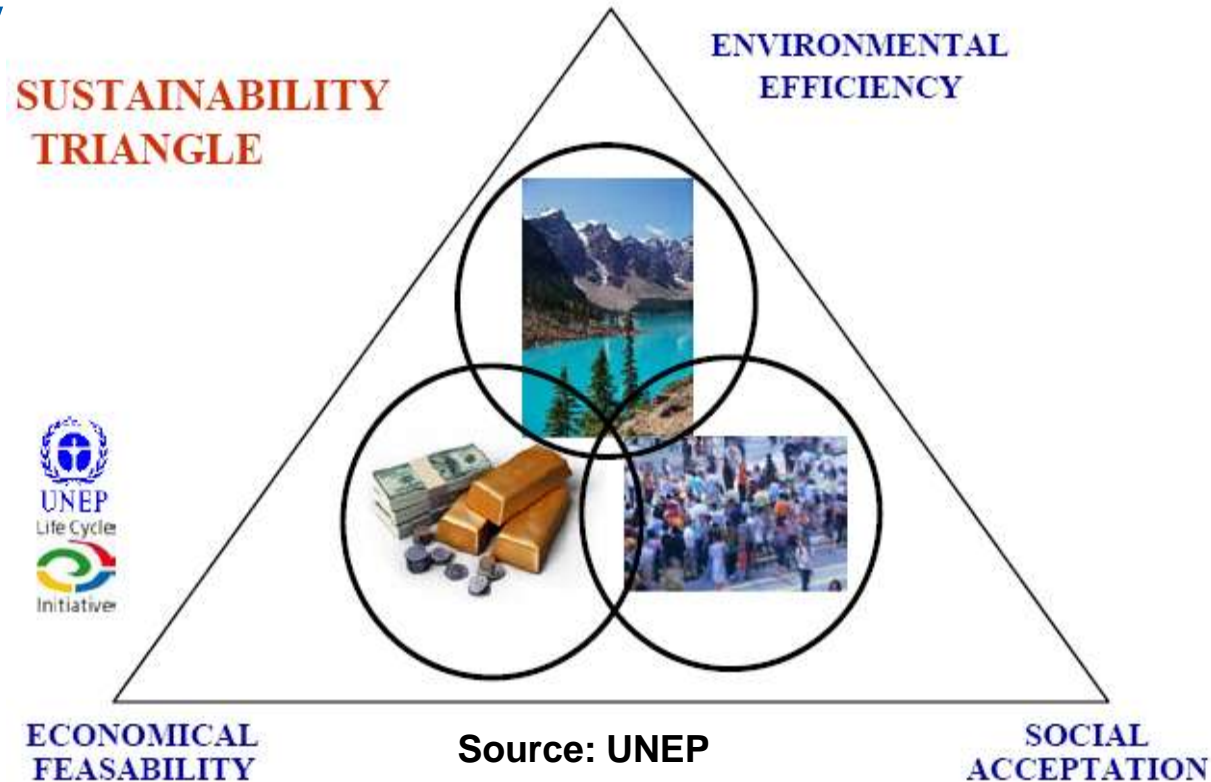 SUSTAINABILITY
TRIANGLE
ENVIRONMENTAL
EFFICIENCY
UNEP
Life Cycle
Initiative
ECONOMICAL
FEASABILITY
Source: UNEP
SOCIAL
ACCEPTATION